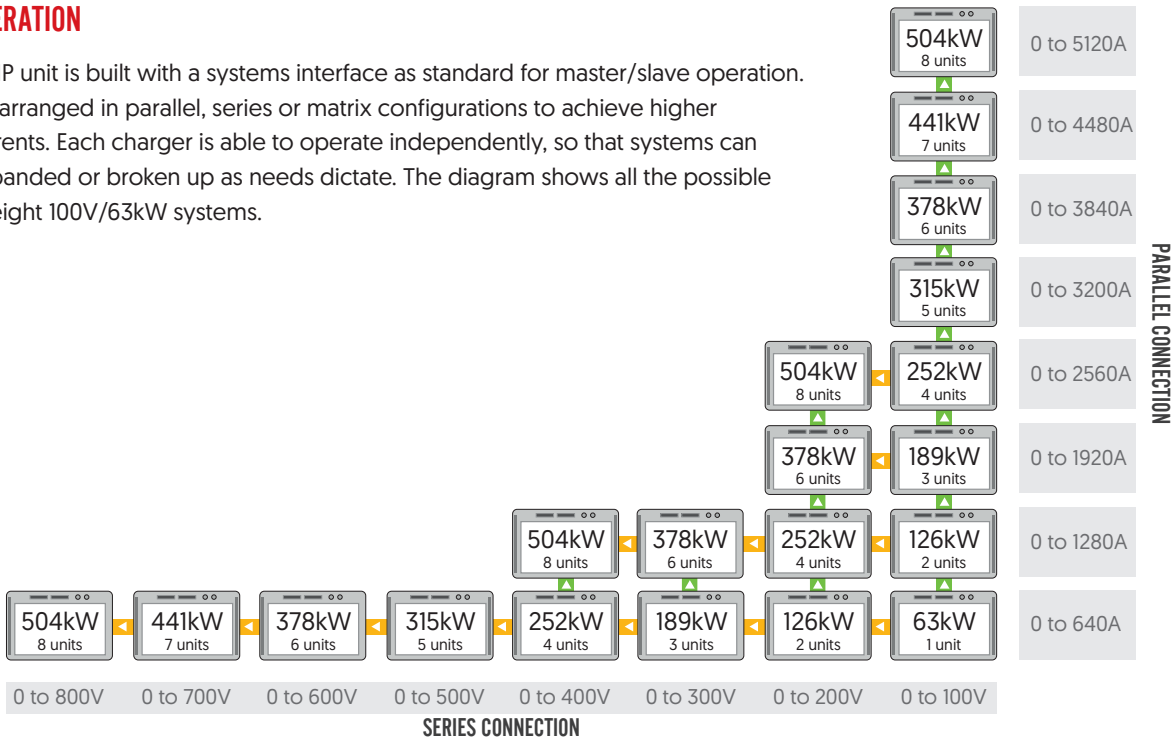 ERATION
P unit is built with a systems interface as standard for master/slave operation.
arranged in parallel, series or matrix configurations to achieve higher
rents. Each charger is able to operate independently, so that systems can
panded or broken up as needs dictate. The diagram shows all the possible
eight 100V/63kW systems.
504kW
8 units
0 to 5120A
441kW
7 units
0 to 4480A
378kW
6 units
0 to 3840A
315kW
5 units
0 to 3200A
504kW
8 units
252kW
4 units
0 to 2560A
378kW
6 units
189kW
3 units
0 to 1920A
504kW
8 units
378kW
6 units
252kW
4 units
126kW
2 units
0 to 1280A
504kW
8 units
441kW
7 units
378kW
6 units
315kW
5 units
252kW
4 units
189kW
3 units
126kW
2 units
63kW
1 unit
0 to 640A
PARALLEL CONNECTION
0 to 800V
0 to 700V
0 to 600V
0 to 500V
0 to 400V
0 to 300V
0 to 200V
0 to 100V
SERIES CONNECTION